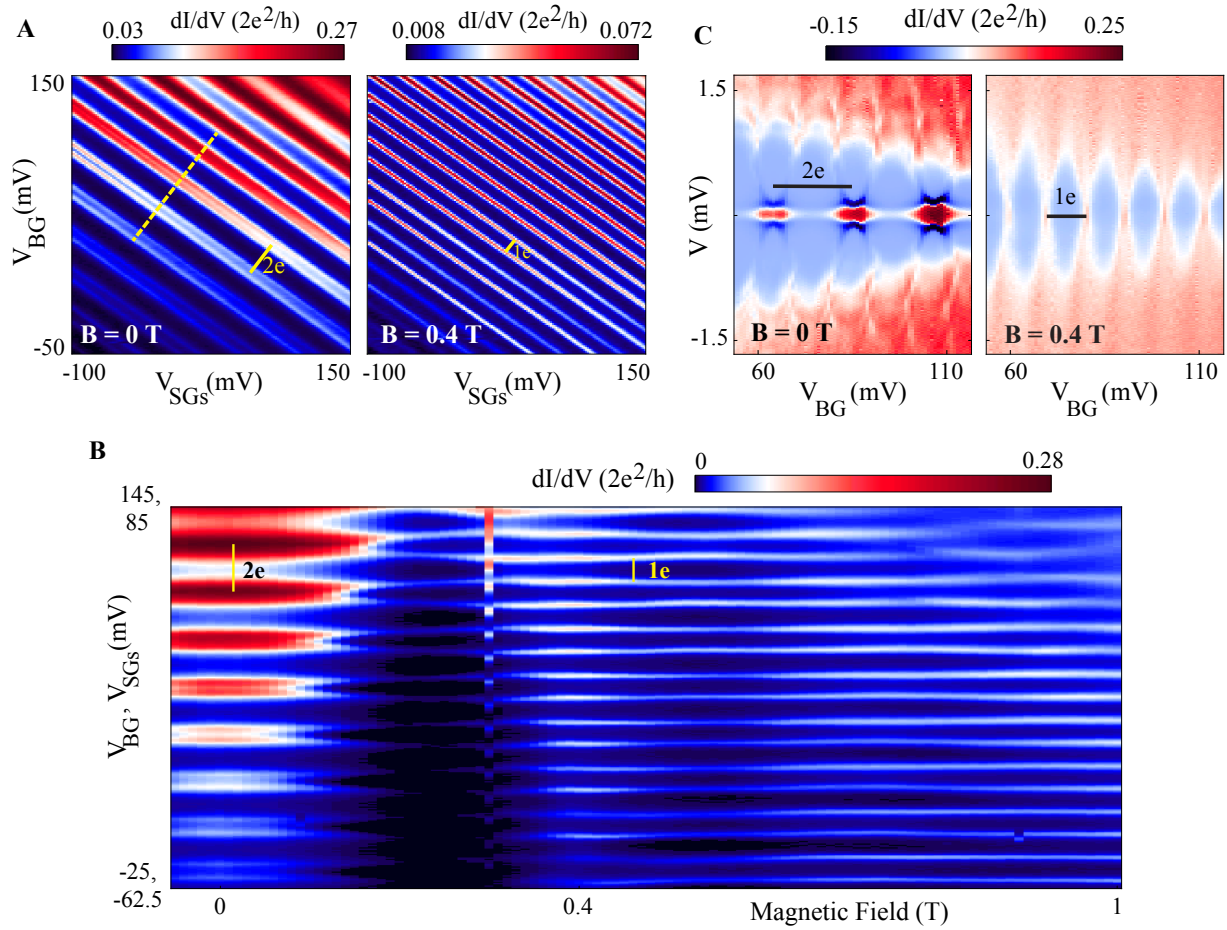 A
dI/dV (2e²/h)
0.03 0.27
dI/dV (2e²/h)
0.008 0.072
V_BG(mV)
150
-50
2e
B = 0 T
1e
B = 0.4 T
-100 150
V_SGs(mV)
-100 150
V_SGs(mV)
C
dI/dV (2e²/h)
-0.15 0.25
V (mV)
1.5
-1.5
2e
B = 0 T
1e
B = 0.4 T
60 110
V_BG (mV)
60 110
V_BG (mV)
B
dI/dV (2e²/h)
0 0.28
145,
85
V_BG, V_SGs(mV)
2e
1e
-25,
-62.5
0 0.4 Magnetic Field (T) 1